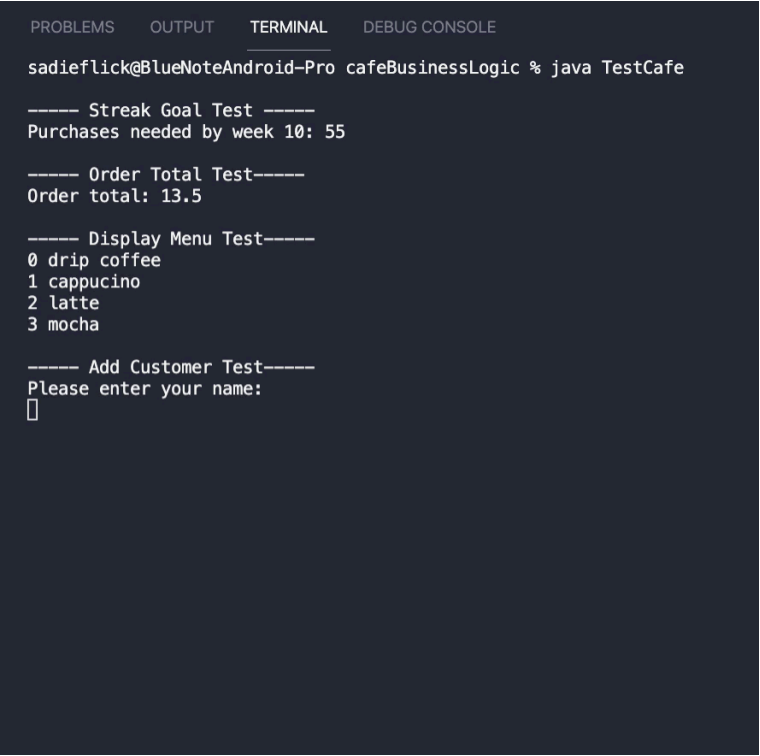 PROBLEMS OUTPUT TERMINAL DEBUG CONSOLE
sadieflick@BlueNoteAndroid-Pro cafeBusinessLogic % java TestCafe
----- Streak Goal Test -----
Purchases needed by week 10: 55
----- Order Total Test-----
Order total: 13.5
----- Display Menu Test-----
0 drip coffee
1 cappucino
2 latte
3 mocha
----- Add Customer Test-----
Please enter your name: